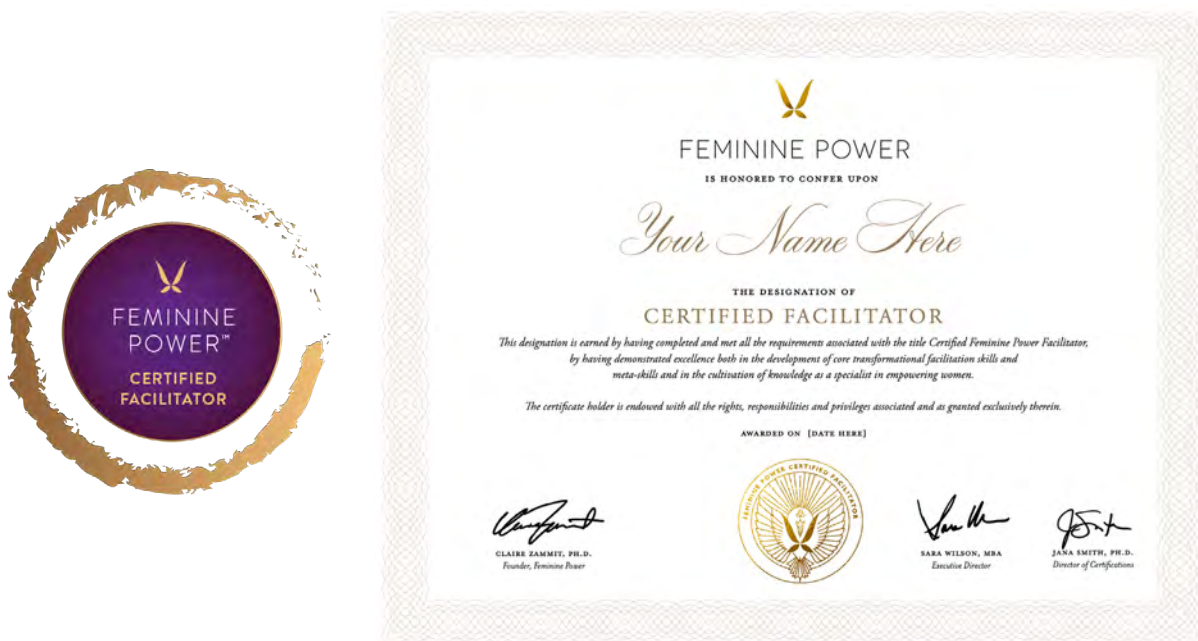 FEMININE
POWER™
CERTIFIED
FACILITATOR
FEMININE POWER
IS HONORED TO CONFER UPON
Your Name Here
THE DESIGNATION OF
CERTIFIED FACILITATOR
This designation is earned by having completed and met all the requirements associated with the title Certified Feminine Power Facilitator,
by having demonstrated excellence both in the development of core transformational facilitation skills and
meta-skills and in the cultivation of knowledge as a specialist in empowering women.
The certificate holder is endowed with all the rights, responsibilities and privileges associated and as granted exclusively therein.
AWARDED ON [DATE HERE]
FEMININE POWER CERTIFIED FACILITATOR
CLAIRE ZAMMIT, PH.D.
Founder, Feminine Power
SARA WILSON, MBA
Executive Director
JANA SMITH, PH.D.
Director of Certifications